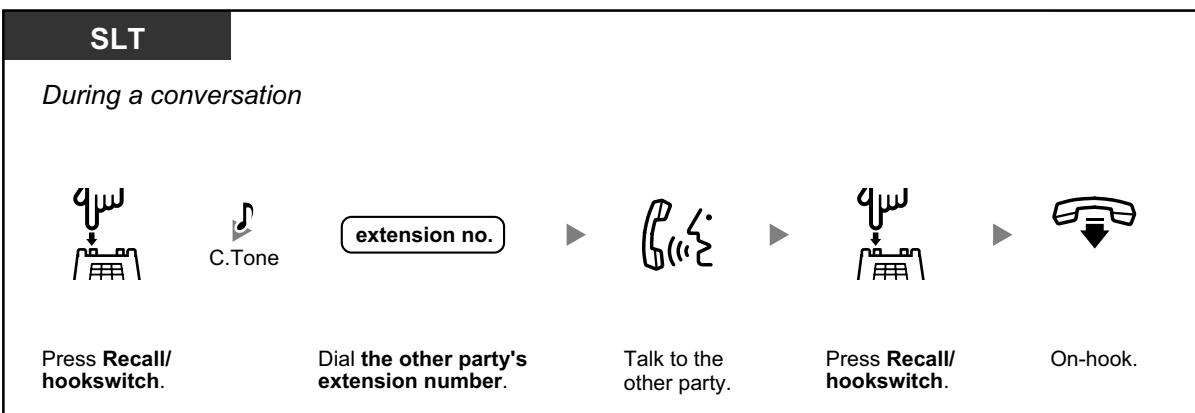 SLT
During a conversation
C.Tone
extension no.
Press Recall/
hookswitch.
Dial the other party's
extension number.
Talk to the
other party.
Press Recall/
hookswitch.
On-hook.